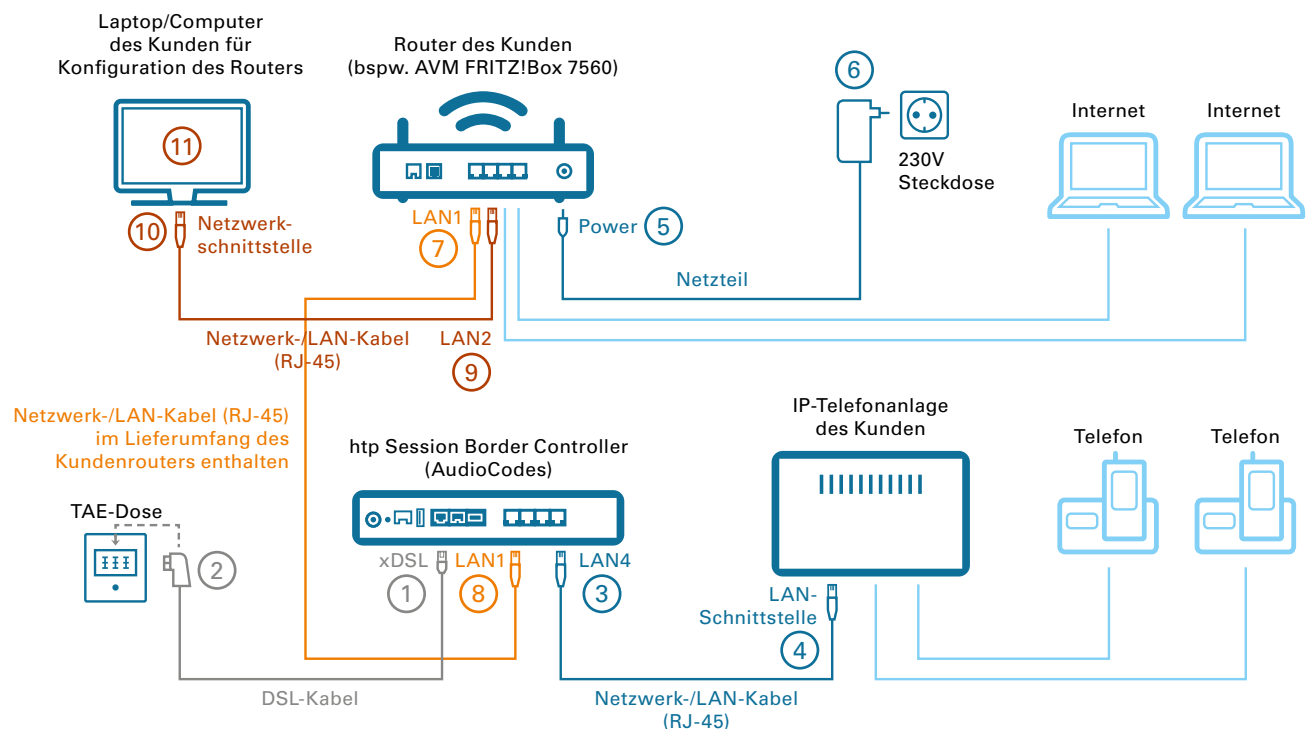 Laptop/Computer
des Kunden für
Konfiguration des Routers
11
10
Netzwerk-
schnittstelle
Router des Kunden
(bspw. AVM FRITZ!Box 7560)
LAN1
7
Power
5
Netzteil
6
230V
Steckdose
Internet
Internet
Netzwerk-/LAN-Kabel
(RJ-45)
LAN2
9
Netzwerk-/LAN-Kabel (RJ-45)
im Lieferumfang des
Kundenrouters enthalten
TAE-Dose
2
htp Session Border Controller
(AudioCodes)
xDSL
1
LAN1
8
LAN4
3
DSL-Kabel
IP-Telefonanlage
des Kunden
LAN-
Schnittstelle
4
Netzwerk-/LAN-Kabel
(RJ-45)
Telefon
Telefon